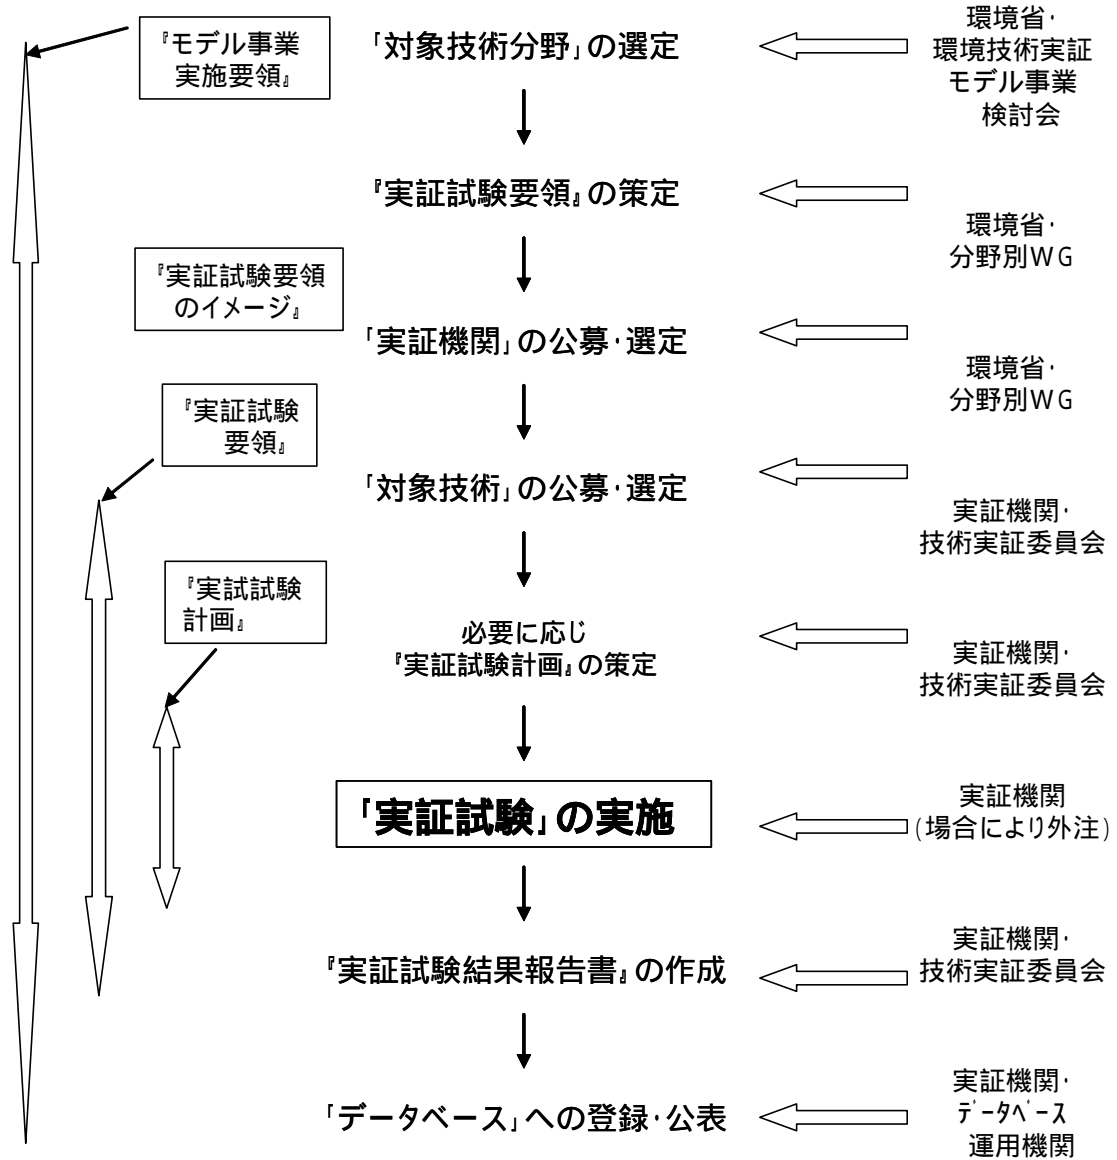 『モデル事業
実施要領』
「対象技術分野」の選定
環境省・
環境技術実証
モデル事業
検討会
『実証試験要領』の策定
環境省・
分野別WG
『実証試験要領
のイメージ』
「実証機関」の公募・選定
環境省・
分野別WG
『実証試験
要領』
「対象技術」の公募・選定
実証機関・
技術実証委員会
『実試試験
計画』
必要に応じ
『実証試験計画』の策定
実証機関・
技術実証委員会
「実証試験」の実施
実証機関
(場合により外注)
『実証試験結果報告書』の作成
実証機関・
技術実証委員会
「データベース」への登録・公表
実証機関・
データベース
運用機関